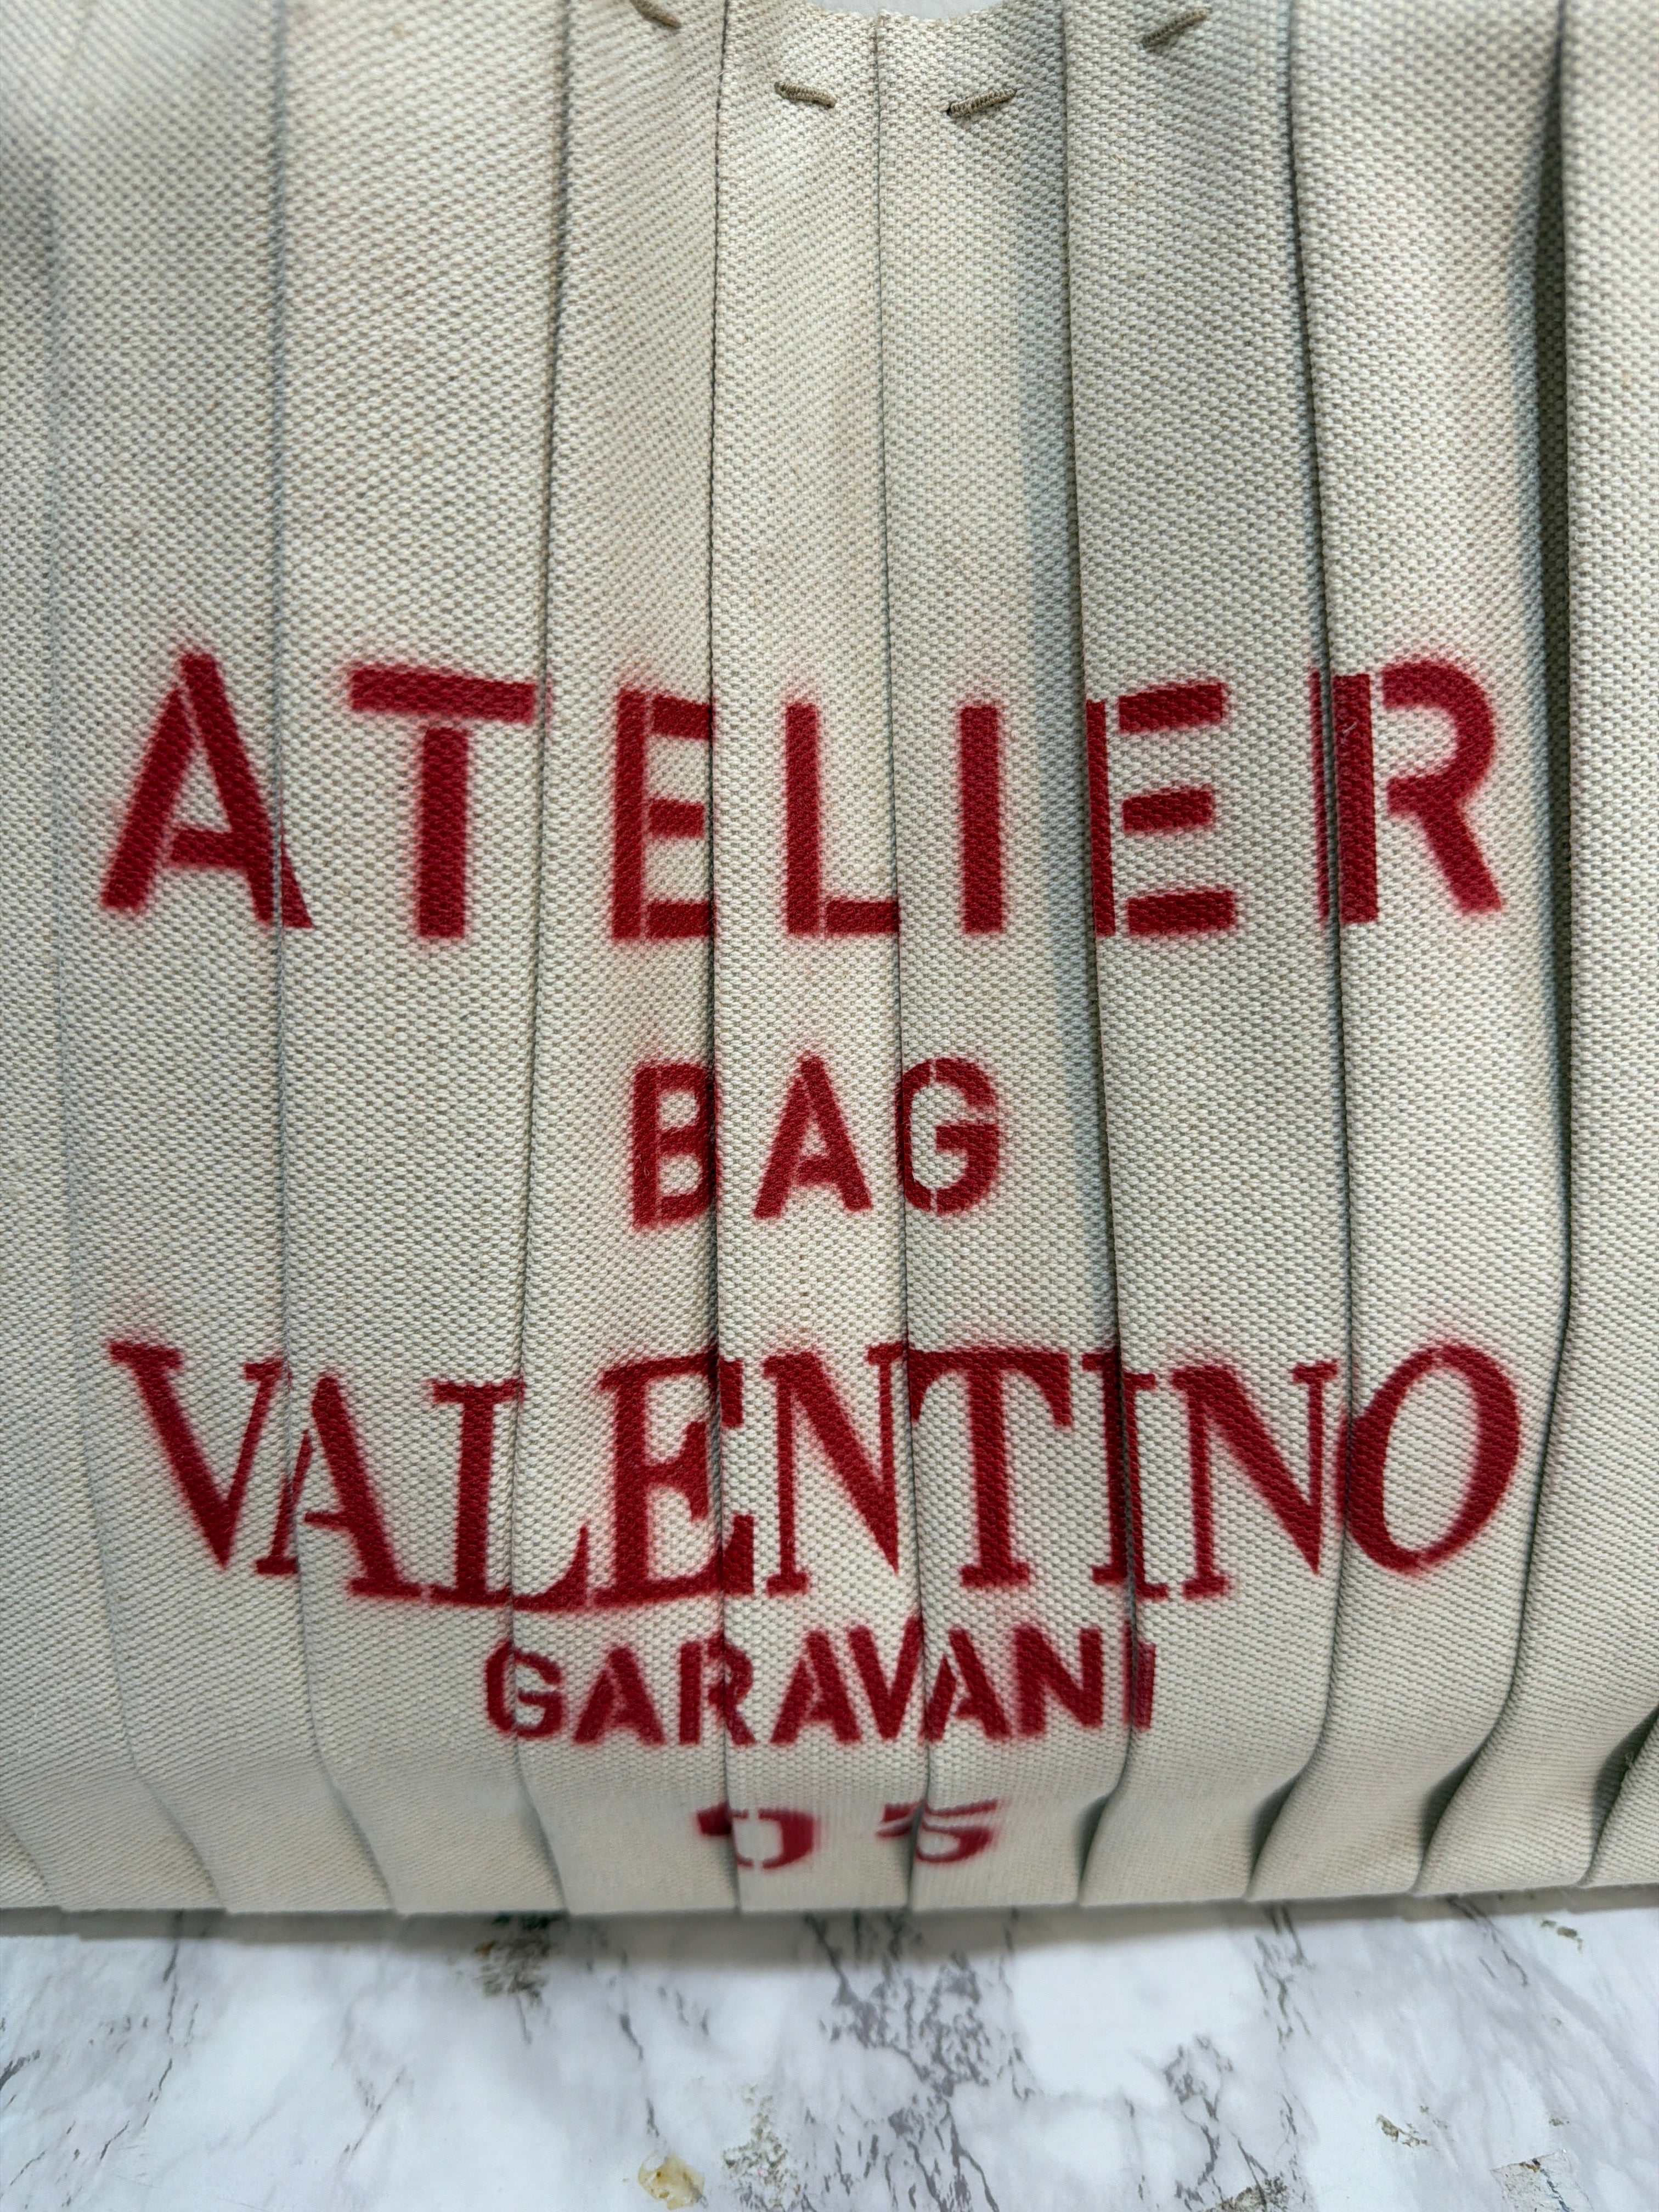 ATELIER
BAG
VALENTINO
GARAVANI
05